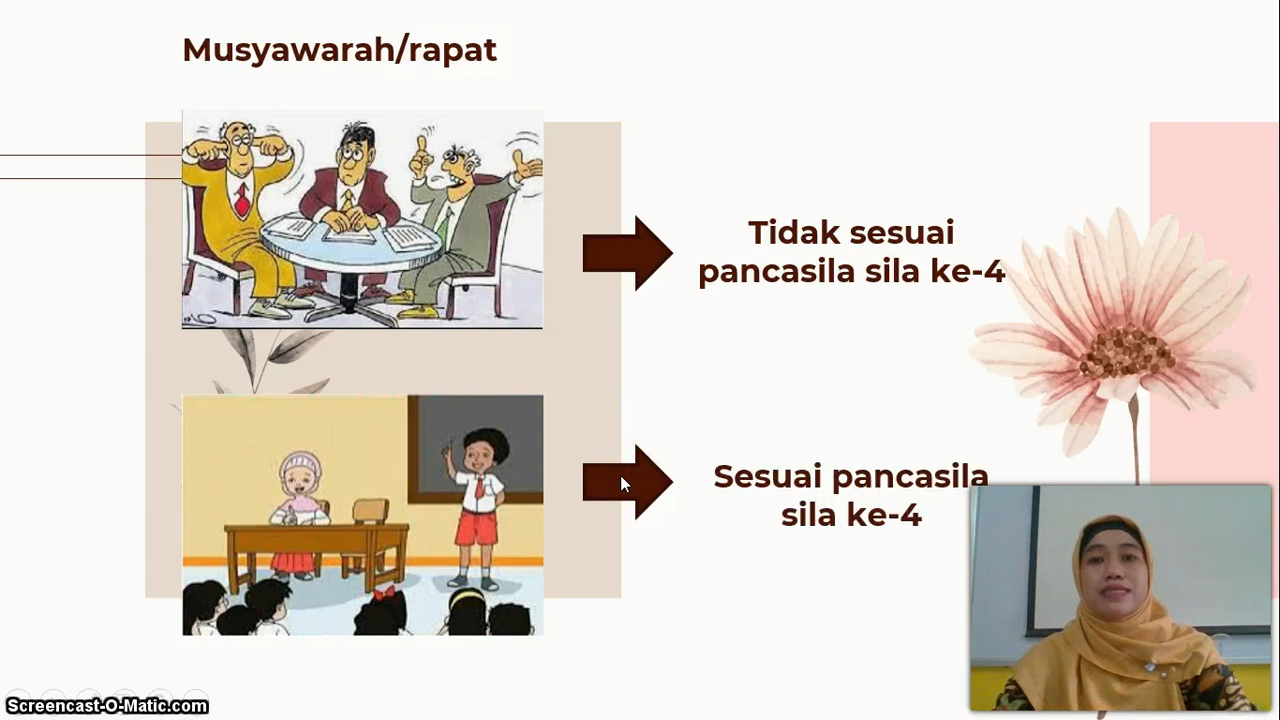 Musyawarah/rapat
Tidak sesuai
pancasila sila ke-4
Sesuai pancasila
sila ke-4
Screencast-O-Matic.com